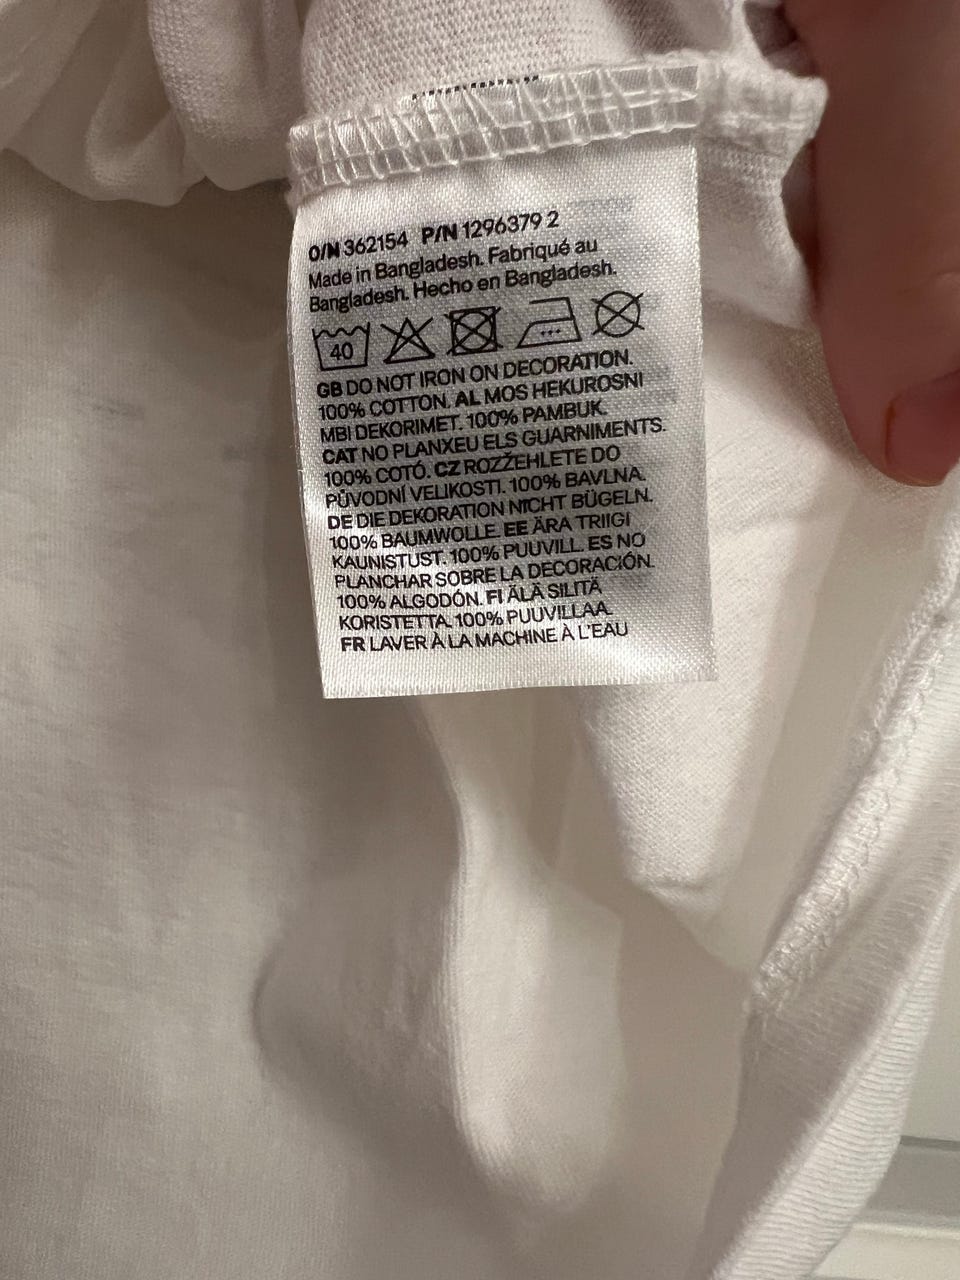 O/N 362154 P/N 1296379 2
Made in Bangladesh. Fabriqué au
Bangladesh. Hecho en Bangladesh.
40
GB DO NOT IRON ON DECORATION.
100% COTTON. AL MOS HEKUROSNI
MBI DEKORIMET. 100% PAMBUK.
CAT NO PLANXEU ELS GUARNIMENTS.
100% COTÓ. CZ ROZŽEHLETE DO
PŮVODNÍ VELIKOSTI. 100% BAVLNA.
DE DIE DEKORATION NICHT BÜGELN.
100% BAUMWOLLE. EE ÄRA TRIIGI
KAUNISTUST. 100% PUUVILL. ES NO
PLANCHAR SOBRE LA DECORACIÓN.
100% ALGODÓN. FI ÄLÄ SILITÄ
KORISTETTA. 100% PUUVILLAA.
FR LAVER À LA MACHINE À L'EAU